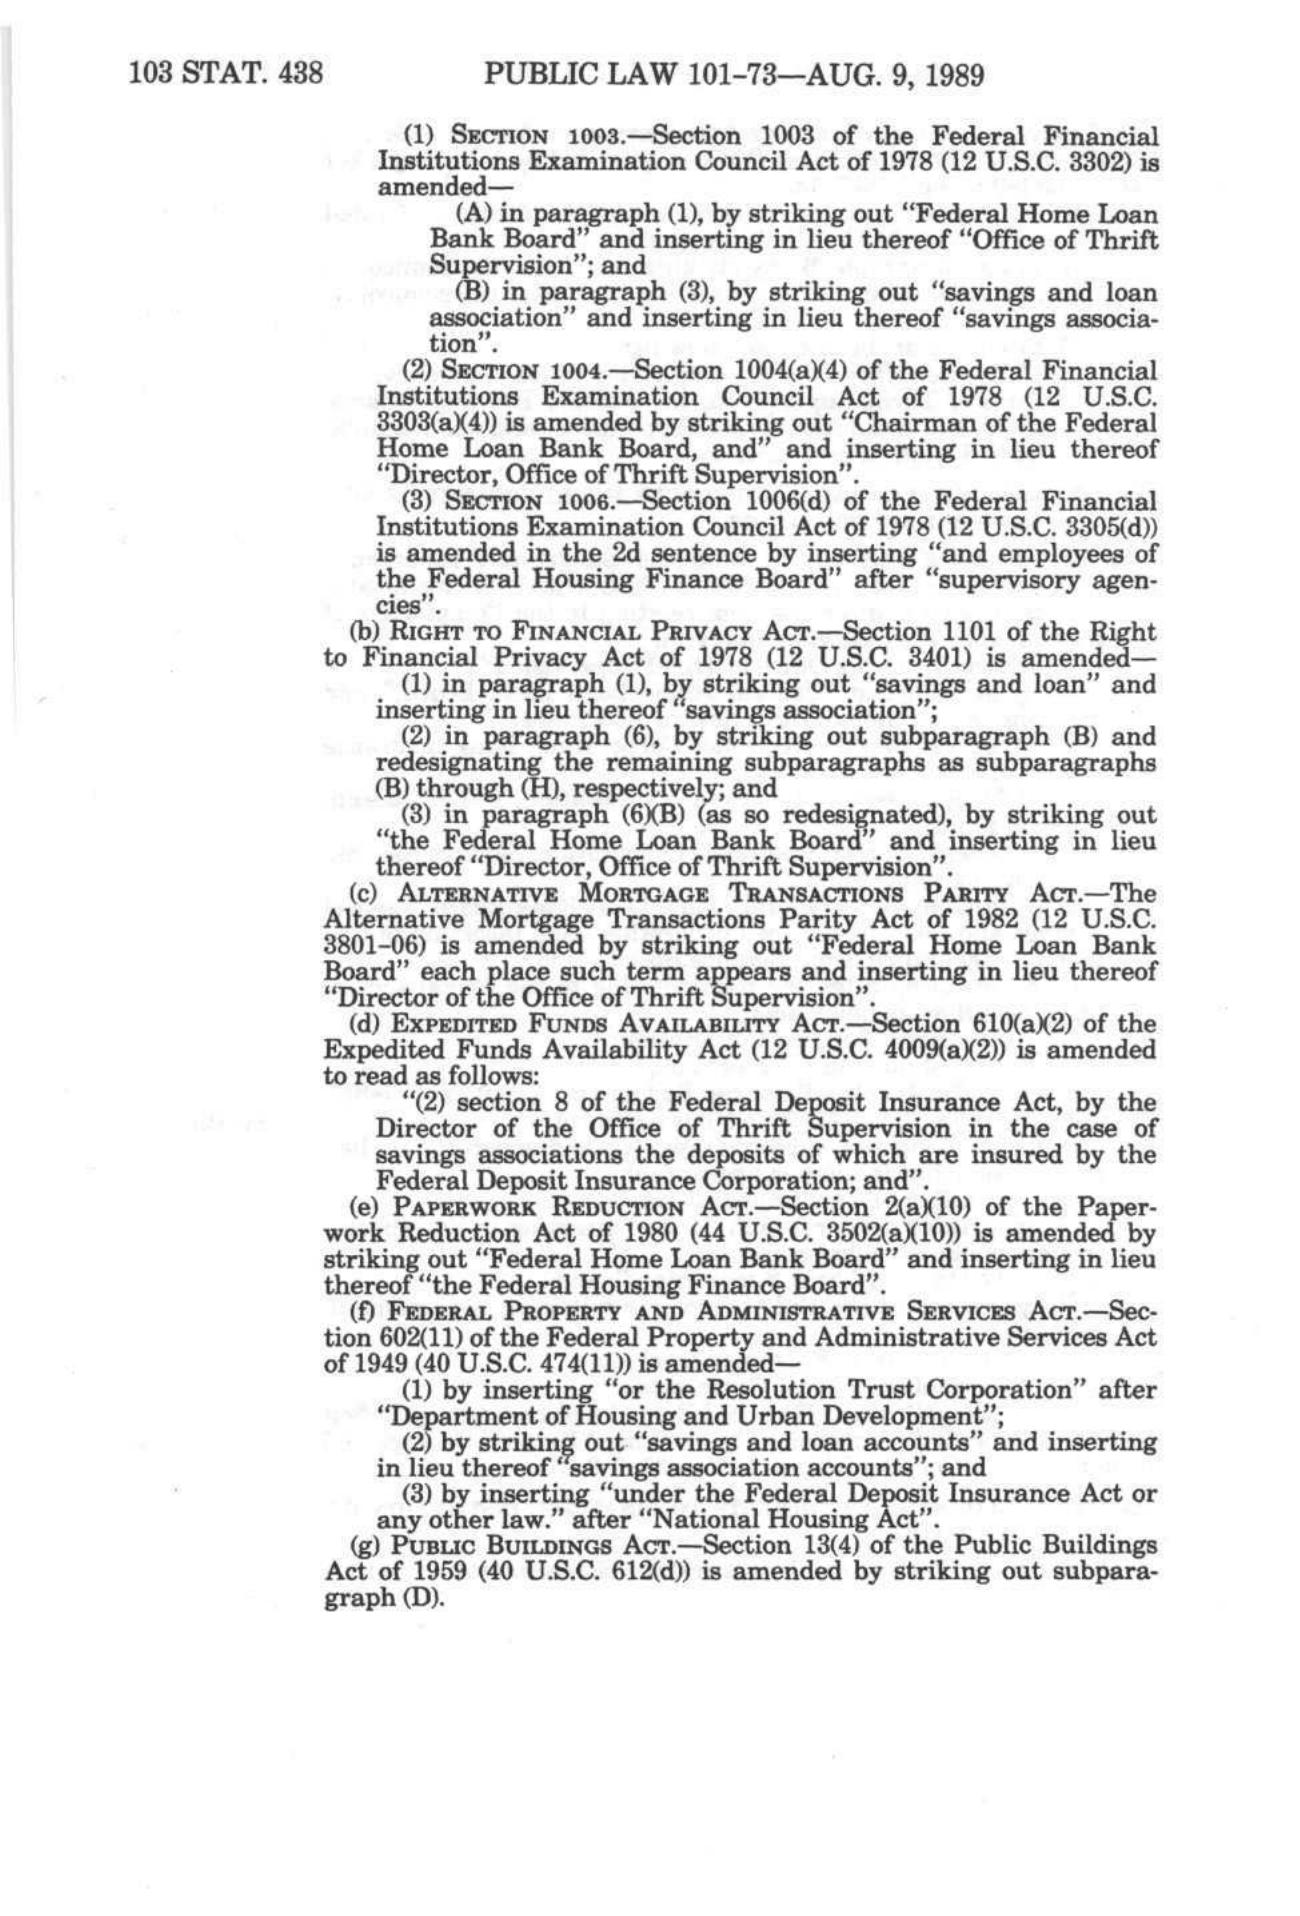 103 STAT. 438
PUBLIC LAW 101–73—AUG. 9, 1989
(1) SECTION 1003.—Section 1003 of the Federal Financial
Institutions Examination Council Act of 1978 (12 U.S.C. 3302) is
amended—
(A) in paragraph (1), by striking out “Federal Home Loan
Bank Board” and inserting in lieu thereof “Office of Thrift
Supervision”; and
(B) in paragraph (3), by striking out “savings and loan
association” and inserting in lieu thereof “savings associa-
tion”.
(2) SECTION 1004.—Section 1004(a)(4) of the Federal Financial
Institutions Examination Council Act of 1978 (12 U.S.C.
3303(a)(4)) is amended by striking out “Chairman of the Federal
Home Loan Bank Board, and” and inserting in lieu thereof
“Director, Office of Thrift Supervision”.
(3) SECTION 1006.—Section 1006(d) of the Federal Financial
Institutions Examination Council Act of 1978 (12 U.S.C. 3305(d))
is amended in the 2d sentence by inserting “and employees of
the Federal Housing Finance Board” after “supervisory agen-
cies”.
(b) RIGHT TO FINANCIAL PRIVACY ACT.—Section 1101 of the Right
to Financial Privacy Act of 1978 (12 U.S.C. 3401) is amended—
(1) in paragraph (1), by striking out “savings and loan” and
inserting in lieu thereof “savings association”;
(2) in paragraph (6), by striking out subparagraph (B) and
redesignating the remaining subparagraphs as subparagraphs
(B) through (H), respectively; and
(3) in paragraph (6)(B) (as so redesignated), by striking out
“the Federal Home Loan Bank Board” and inserting in lieu
thereof “Director, Office of Thrift Supervision”.
(c) ALTERNATIVE MORTGAGE TRANSACTIONS PARITY ACT.—The
Alternative Mortgage Transactions Parity Act of 1982 (12 U.S.C.
3801–06) is amended by striking out “Federal Home Loan Bank
Board” each place such term appears and inserting in lieu thereof
“Director of the Office of Thrift Supervision”.
(d) EXPEDITED FUNDS AVAILABILITY ACT.—Section 610(a)(2) of the
Expedited Funds Availability Act (12 U.S.C. 4009(a)(2)) is amended
to read as follows:
“(2) section 8 of the Federal Deposit Insurance Act, by the
Director of the Office of Thrift Supervision in the case of
savings associations the deposits of which are insured by the
Federal Deposit Insurance Corporation; and”.
(e) PAPERWORK REDUCTION ACT.—Section 2(a)(10) of the Paper-
work Reduction Act of 1980 (44 U.S.C. 3502(a)(10)) is amended by
striking out “Federal Home Loan Bank Board” and inserting in lieu
thereof “the Federal Housing Finance Board”.
(f) FEDERAL PROPERTY AND ADMINISTRATIVE SERVICES ACT.—Sec-
tion 602(11) of the Federal Property and Administrative Services Act
of 1949 (40 U.S.C. 474(11)) is amended—
(1) by inserting “or the Resolution Trust Corporation” after
“Department of Housing and Urban Development”;
(2) by striking out “savings and loan accounts” and inserting
in lieu thereof “savings association accounts”; and
(3) by inserting “under the Federal Deposit Insurance Act or
any other law.” after “National Housing Act”.
(g) PUBLIC BUILDINGS ACT.—Section 13(4) of the Public Buildings
Act of 1959 (40 U.S.C. 612(d)) is amended by striking out subpara-
graph (D).